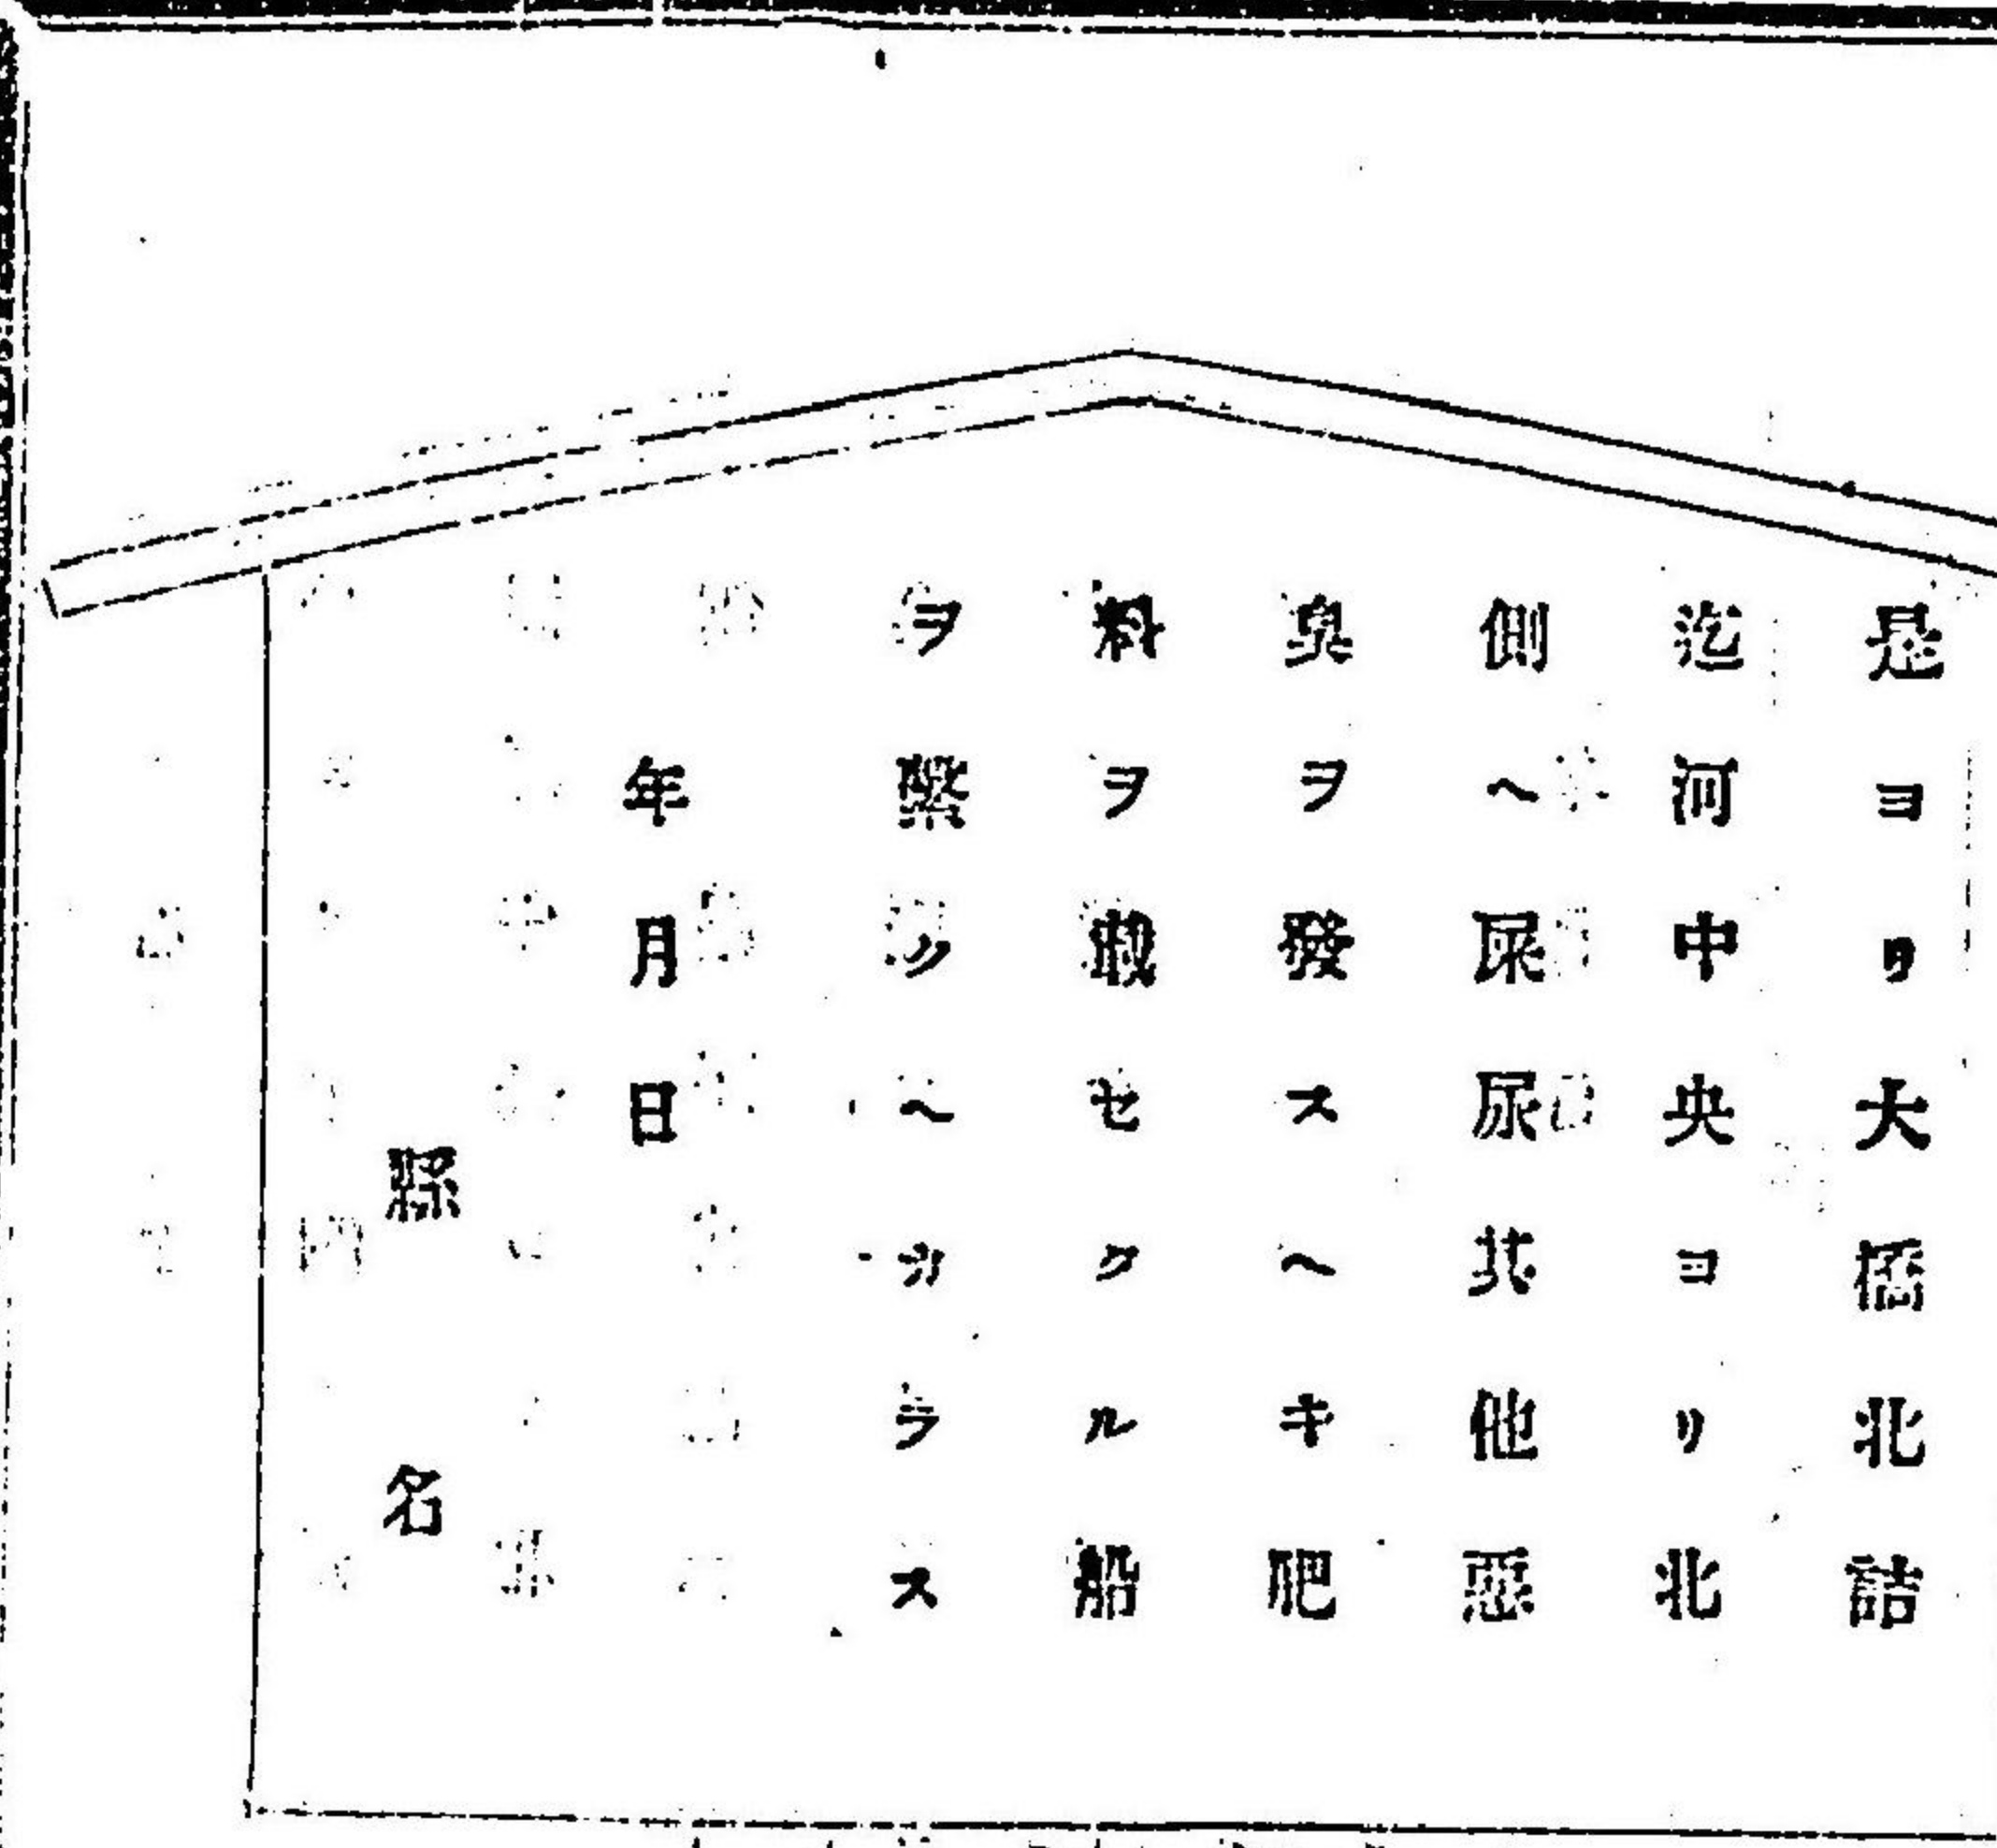 是ヨリ大橋北詰
迄河中央ヨリ北
側ヘ屎尿其他惡
臭ヲ發スヘキ肥
料ヲ載セクル船
ヲ繋クヘカラス
年月日
縣名